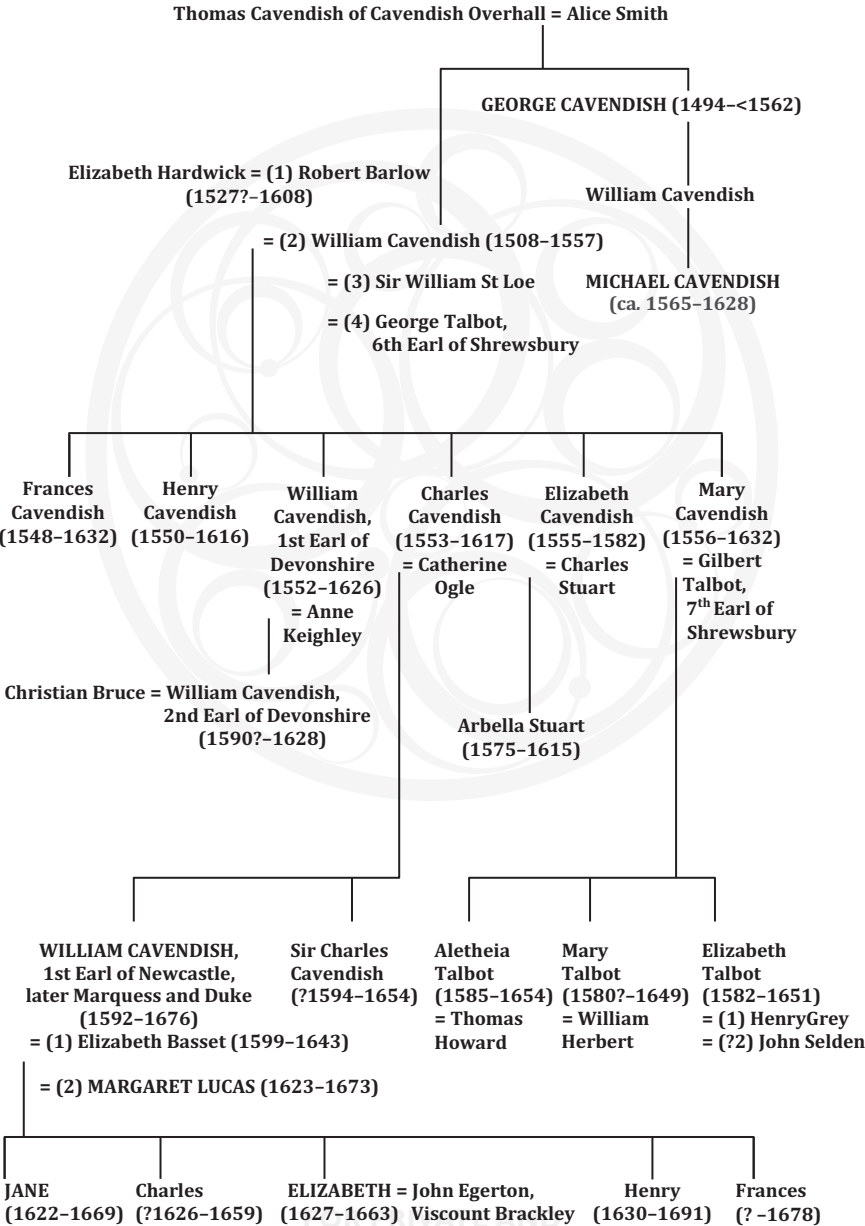 Thomas Cavendish of Cavendish Overhall = Alice Smith
GEORGE CAVENDISH (1494–<1562)
Elizabeth Hardwick = (1) Robert Barlow
(1527?–1608)
William Cavendish
= (2) William Cavendish (1508–1557)
= (3) Sir William St Loe
MICHAEL CAVENDISH
(ca. 1565–1628)
= (4) George Talbot,
6th Earl of Shrewsbury
Frances
Cavendish
(1548–1632)
Henry
Cavendish
(1550–1616)
William
Cavendish,
1st Earl of
Devonshire
(1552–1626)
= Anne
Keighley
Charles
Cavendish
(1553–1617)
= Catherine
Ogle
Elizabeth
Cavendish
(1555–1582)
= Charles
Stuart
Mary
Cavendish
(1556–1632)
= Gilbert
Talbot,
7th Earl of
Shrewsbury
Christian Bruce = William Cavendish,
2nd Earl of Devonshire
(1590?–1628)
Arbella Stuart
(1575–1615)
WILLIAM CAVENDISH,
1st Earl of Newcastle,
later Marquess and Duke
(1592–1676)
= (1) Elizabeth Basset (1599–1643)
= (2) MARGARET LUCAS (1623–1673)
Sir Charles
Cavendish
(?1594–1654)
Aletheia
Talbot
(1585–1654)
= Thomas
Howard
Mary
Talbot
(1580?–1649)
= William
Herbert
Elizabeth
Talbot
(1582–1651)
= (1) HenryGrey
= (?2) John Selden
JANE
(1622–1669)
Charles
(?1626–1659)
ELIZABETH = John Egerton,
(1627–1663) Viscount Brackley
Henry
(1630–1691)
Frances
(? –1678)